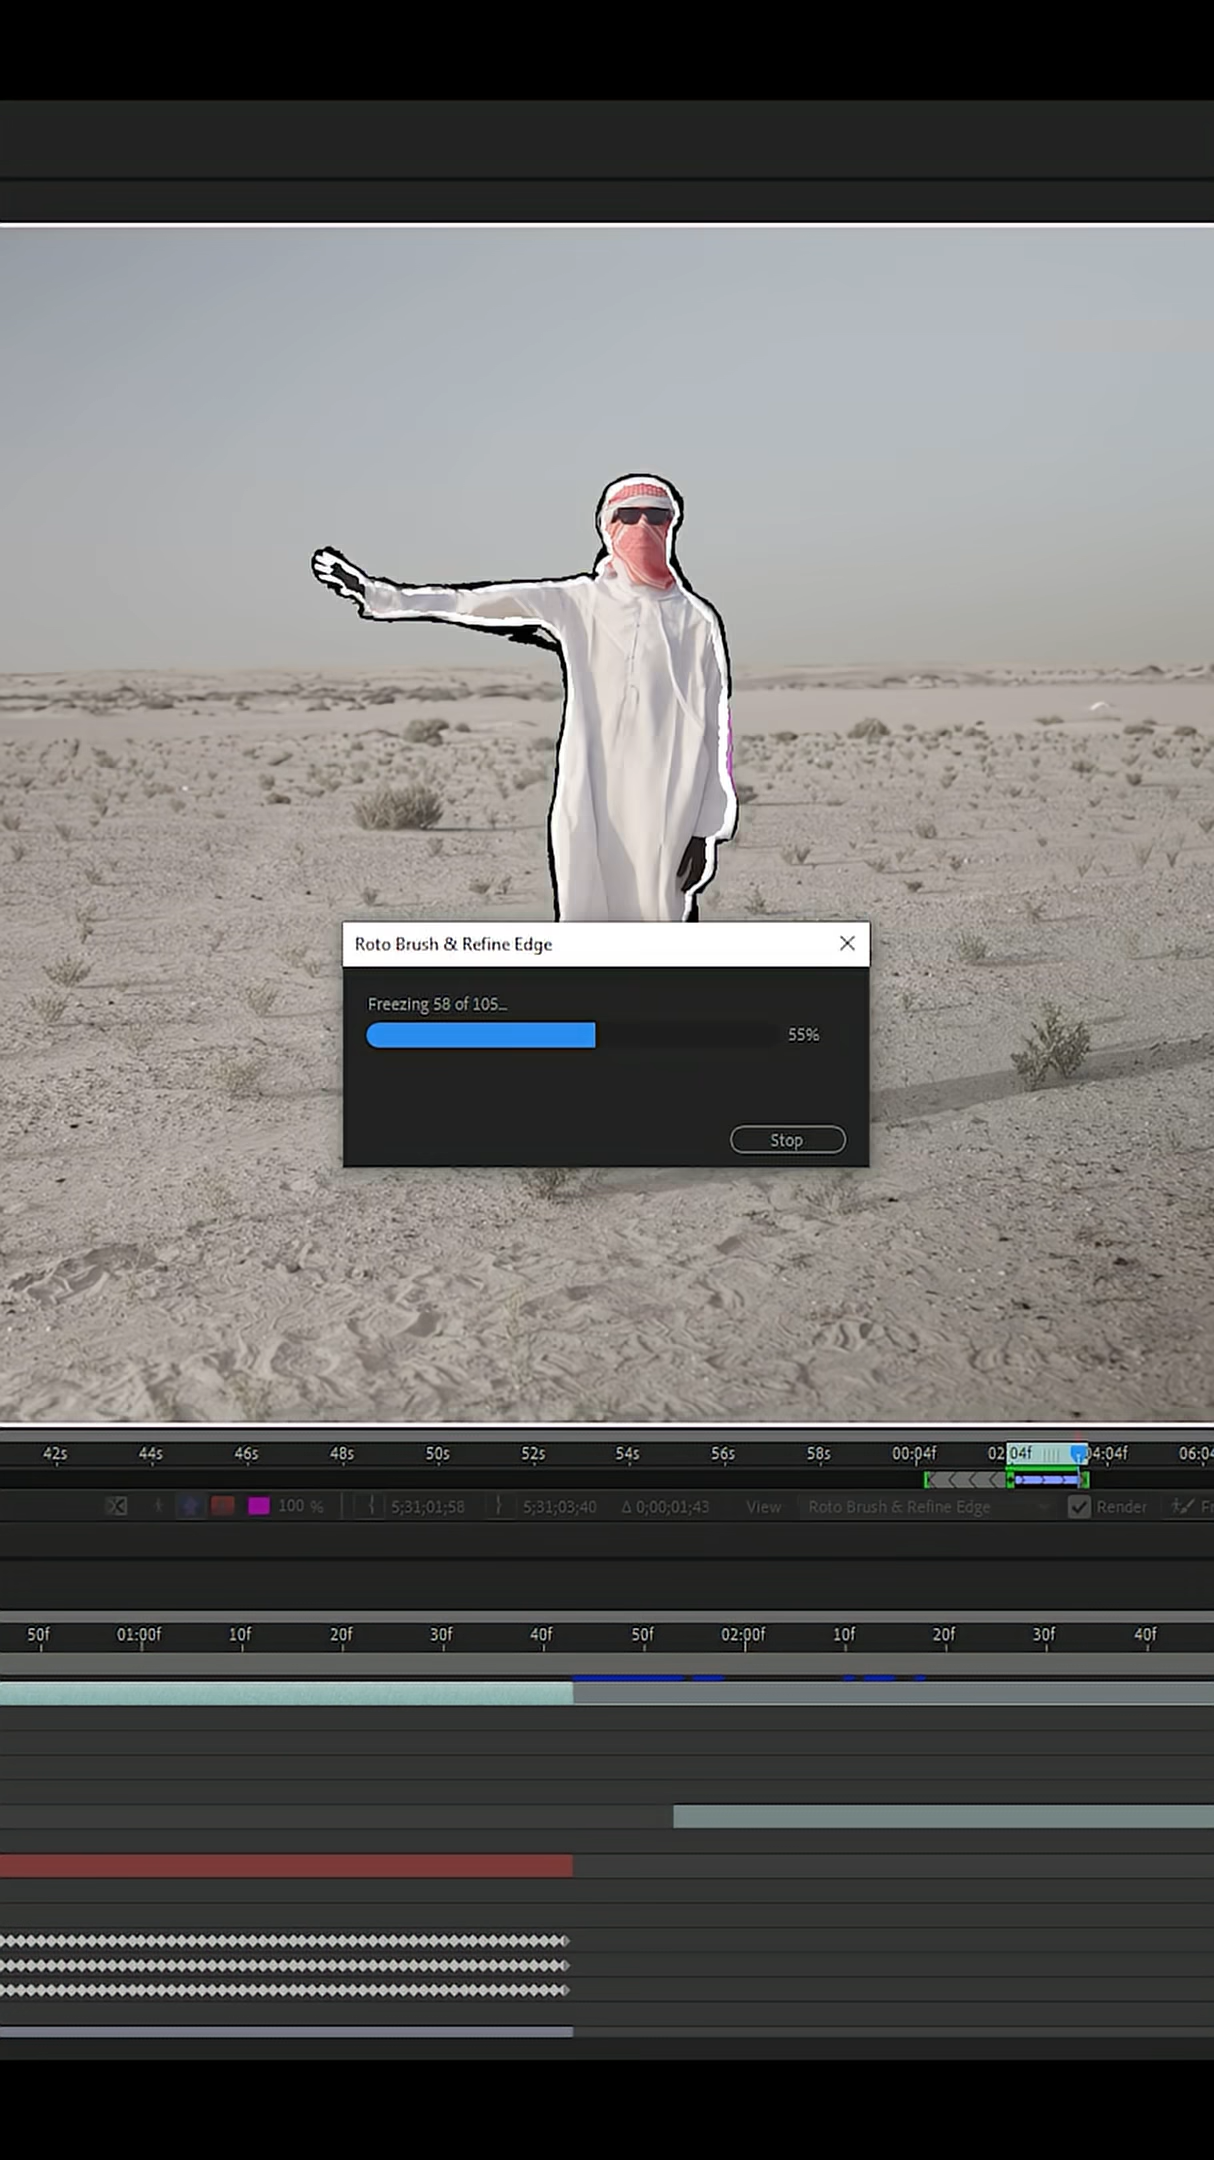 Roto Brush & Refine Edge
Freezing 58 of 105...
55%
Stop
42s 44s 46s 48s 50s 52s 54s 56s 58s 00:04f 02:04f 04:04f 06:04
100 % 5;31;01;58 5;31;03;40 Δ 0;00;01;43 View Roto Brush & Refine Edge Render
50f 01:00f 10f 20f 30f 40f 50f 02:00f 10f 20f 30f 40f